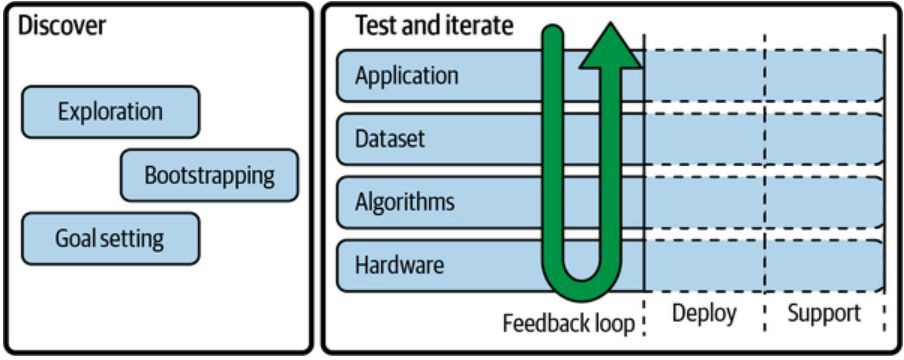 Discover
Exploration
Bootstrapping
Goal setting
Test and iterate
Application
Dataset
Algorithms
Hardware
Feedback loop
Deploy
Support